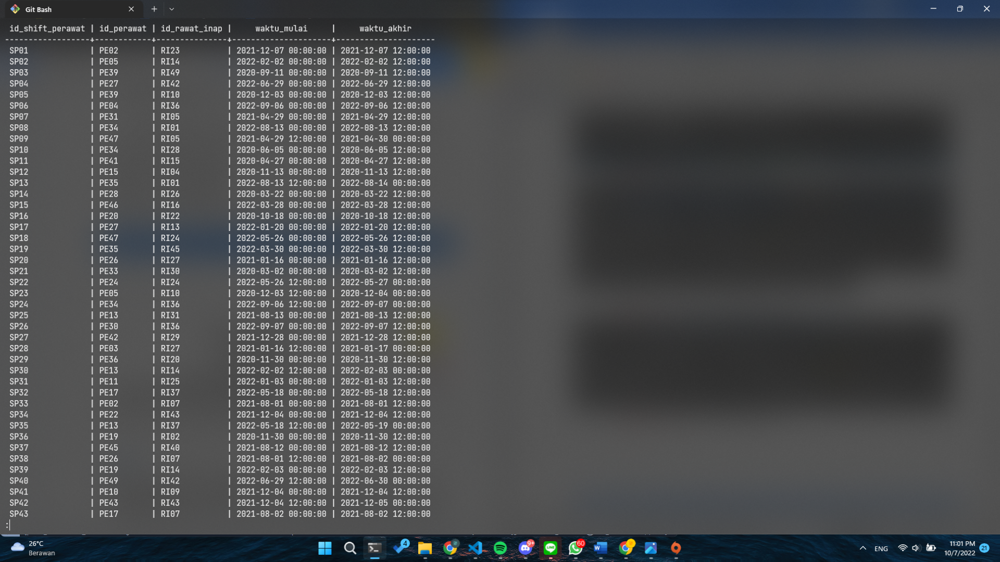 Git Bash
id_shift_perawat | id_perawat | id_rawat_inap | waktu_mulai | waktu_akhir
-----------------+------------+---------------+---------------------+---------------------
SP01 | PE02 | RI23 | 2021-12-07 00:00:00 | 2021-12-07 12:00:00
SP02 | PE05 | RI14 | 2022-02-02 00:00:00 | 2022-02-02 12:00:00
SP03 | PE39 | RI49 | 2020-09-11 00:00:00 | 2020-09-11 12:00:00
SP04 | PE27 | RI42 | 2022-06-29 00:00:00 | 2022-06-29 12:00:00
SP05 | PE39 | RI10 | 2020-12-03 00:00:00 | 2020-12-03 12:00:00
SP06 | PE04 | RI36 | 2022-09-06 00:00:00 | 2022-09-06 12:00:00
SP07 | PE31 | RI05 | 2021-04-29 00:00:00 | 2021-04-29 12:00:00
SP08 | PE34 | RI01 | 2022-08-13 00:00:00 | 2022-08-13 12:00:00
SP09 | PE47 | RI05 | 2021-04-29 12:00:00 | 2021-04-30 00:00:00
SP10 | PE34 | RI28 | 2020-06-05 00:00:00 | 2020-06-05 12:00:00
SP11 | PE41 | RI15 | 2020-04-27 00:00:00 | 2020-04-27 12:00:00
SP12 | PE15 | RI04 | 2020-11-13 00:00:00 | 2020-11-13 12:00:00
SP13 | PE35 | RI01 | 2022-08-13 12:00:00 | 2022-08-14 00:00:00
SP14 | PE28 | RI26 | 2020-03-22 00:00:00 | 2020-03-22 12:00:00
SP15 | PE46 | RI16 | 2022-03-28 00:00:00 | 2022-03-28 12:00:00
SP16 | PE20 | RI22 | 2020-10-18 00:00:00 | 2020-10-18 12:00:00
SP17 | PE27 | RI13 | 2022-01-20 00:00:00 | 2022-01-20 12:00:00
SP18 | PE47 | RI24 | 2022-05-26 00:00:00 | 2022-05-26 12:00:00
SP19 | PE35 | RI45 | 2022-03-30 00:00:00 | 2022-03-30 12:00:00
SP20 | PE26 | RI27 | 2021-01-16 00:00:00 | 2021-01-16 12:00:00
SP21 | PE33 | RI30 | 2020-03-02 00:00:00 | 2020-03-02 12:00:00
SP22 | PE24 | RI24 | 2022-05-26 12:00:00 | 2022-05-27 00:00:00
SP23 | PE05 | RI10 | 2020-12-03 12:00:00 | 2020-12-04 00:00:00
SP24 | PE34 | RI36 | 2022-09-06 12:00:00 | 2022-09-07 00:00:00
SP25 | PE13 | RI31 | 2021-08-13 00:00:00 | 2021-08-13 12:00:00
SP26 | PE30 | RI36 | 2022-09-07 00:00:00 | 2022-09-07 12:00:00
SP27 | PE42 | RI29 | 2021-12-28 00:00:00 | 2021-12-28 12:00:00
SP28 | PE03 | RI27 | 2021-01-16 12:00:00 | 2021-01-17 00:00:00
SP29 | PE36 | RI20 | 2020-11-30 00:00:00 | 2020-11-30 12:00:00
SP30 | PE13 | RI14 | 2022-02-02 12:00:00 | 2022-02-03 00:00:00
SP31 | PE11 | RI25 | 2022-01-03 00:00:00 | 2022-01-03 12:00:00
SP32 | PE17 | RI37 | 2022-05-18 00:00:00 | 2022-05-18 12:00:00
SP33 | PE02 | RI07 | 2021-08-01 00:00:00 | 2021-08-01 12:00:00
SP34 | PE22 | RI43 | 2021-12-04 00:00:00 | 2021-12-04 12:00:00
SP35 | PE13 | RI37 | 2022-05-18 12:00:00 | 2022-05-19 00:00:00
SP36 | PE19 | RI02 | 2020-11-30 00:00:00 | 2020-11-30 12:00:00
SP37 | PE45 | RI40 | 2021-08-12 00:00:00 | 2021-08-12 12:00:00
SP38 | PE26 | RI07 | 2021-08-01 12:00:00 | 2021-08-02 00:00:00
SP39 | PE19 | RI14 | 2022-02-03 00:00:00 | 2022-02-03 12:00:00
SP40 | PE49 | RI42 | 2022-06-29 12:00:00 | 2022-06-30 00:00:00
SP41 | PE10 | RI09 | 2021-12-04 00:00:00 | 2021-12-04 12:00:00
SP42 | PE43 | RI43 | 2021-12-04 12:00:00 | 2021-12-05 00:00:00
SP43 | PE17 | RI07 | 2021-08-02 00:00:00 | 2021-08-02 12:00:00
:
26°C
Berawan
4
9+
LINE
60
W
ENG
11:01 PM
10/7/2022
21